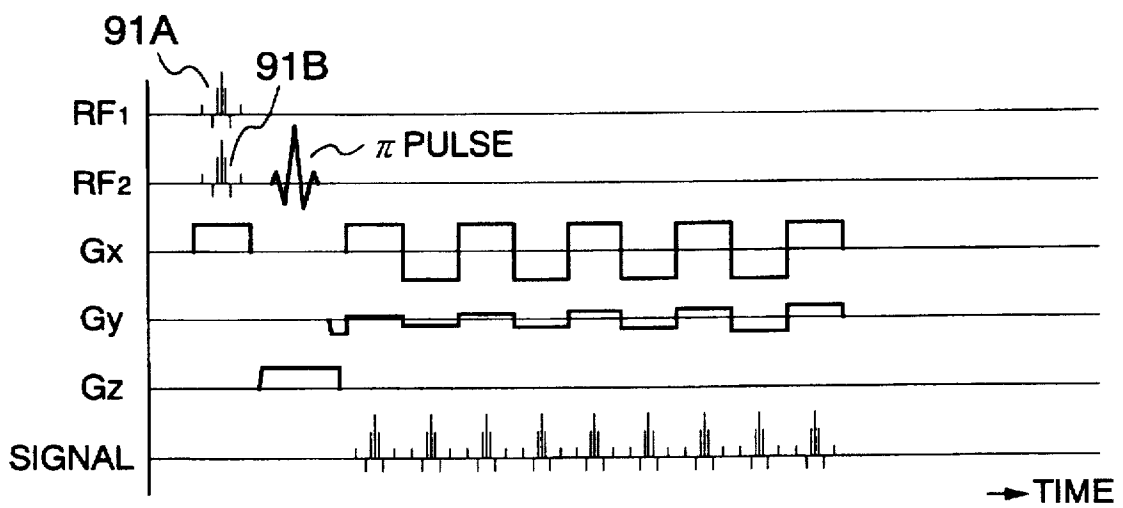 91A
91B
RF1
π PULSE
RF2
Gx
Gy
Gz
SIGNAL
→ TIME